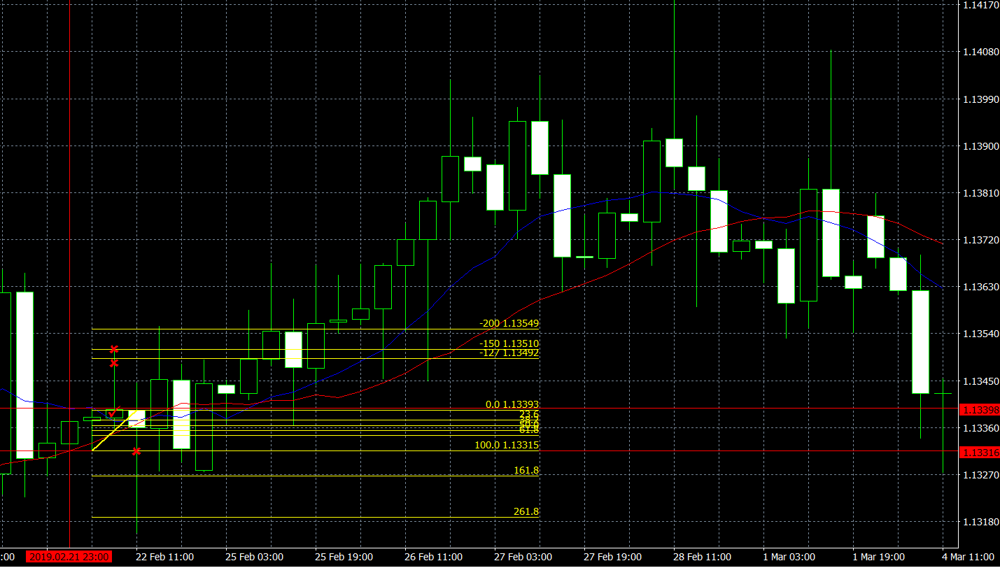 1.14170
1.14080
1.13990
1.13900
1.13810
1.13720
1.13630
-200 1.13549
1.13540
-150 1.13510
-127 1.13492
1.13450
0.0 1.13393
1.13398
23.6
61.8
1.13360
100.0 1.13315
1.13316
161.8
1.13270
261.8
1.13180
:00
2019.02.21 23:00
22 Feb 11:00
25 Feb 03:00
25 Feb 19:00
26 Feb 11:00
27 Feb 03:00
27 Feb 19:00
28 Feb 11:00
1 Mar 03:00
1 Mar 19:00
4 Mar 11:00